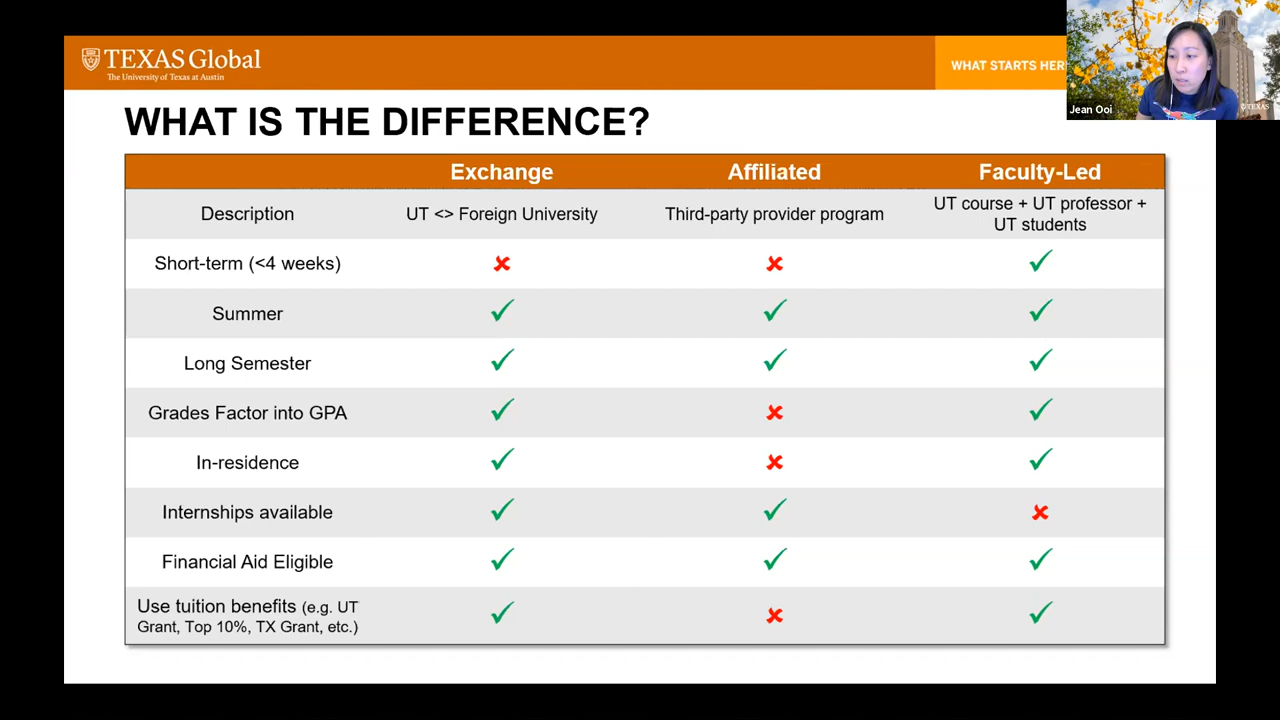 TEXAS Global
The University of Texas at Austin
WHAT STARTS HER
Jean Ooi
TEXAS
WHAT IS THE DIFFERENCE?
Exchange Affiliated Faculty-Led
Description UT <> Foreign University Third-party provider program UT course + UT professor +
UT students
Short-term (<4 weeks) ✘ ✘ ✓
Summer ✓ ✓ ✓
Long Semester ✓ ✓ ✓
Grades Factor into GPA ✓ ✘ ✓
In-residence ✓ ✘ ✓
Internships available ✓ ✓ ✘
Financial Aid Eligible ✓ ✓ ✓
Use tuition benefits (e.g. UT
Grant, Top 10%, TX Grant, etc.) ✓ ✘ ✓